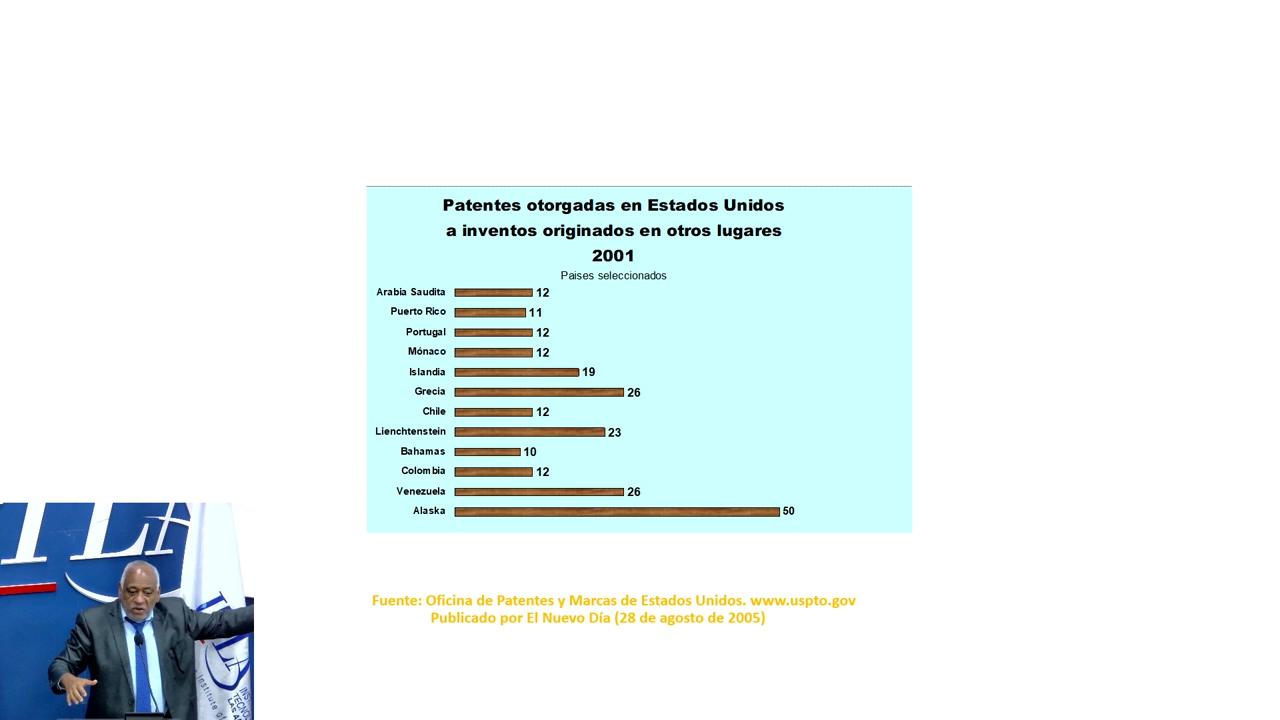 Patentes otorgadas en Estados Unidos
a inventos originados en otros lugares
2001
Paises seleccionados
Arabia Saudita 12
Puerto Rico 11
Portugal 12
Mónaco 12
Islandia 19
Grecia 26
Chile 12
Lienchtenstein 23
Bahamas 10
Colombia 12
Venezuela 26
Alaska 50
Fuente: Oficina de Patentes y Marcas de Estados Unidos. www.uspto.gov
Publicado por El Nuevo Día (28 de agosto de 2005)
Institute of